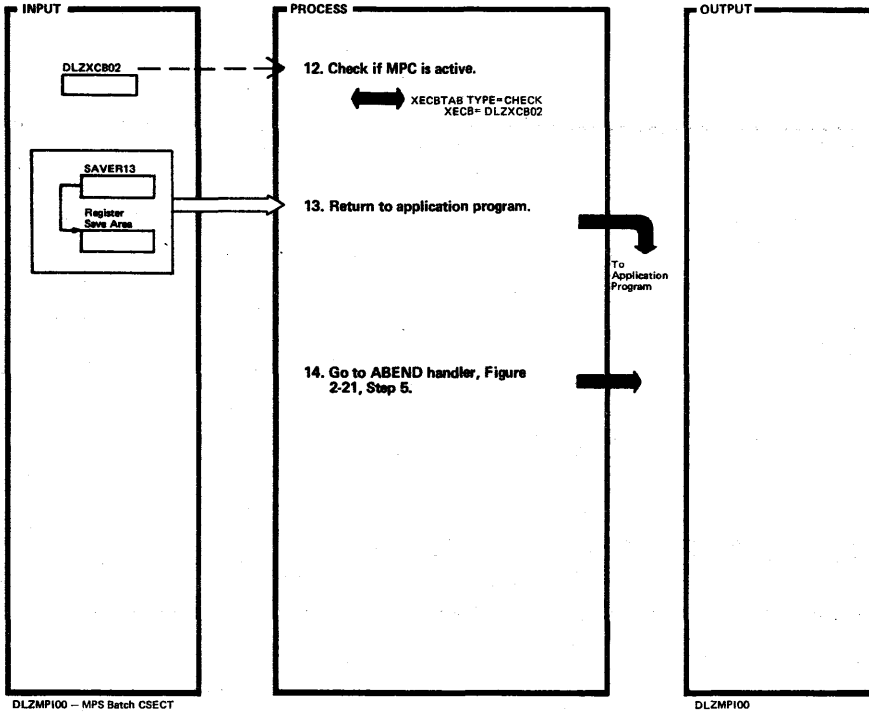 INPUT
PROCESS
OUTPUT
DLZXCB02
12. Check if MPC is active.
XECBTAB TYPE=CHECK
XECB= DLZXCB02
SAVER13
Register
Save Area
13. Return to application program.
To
Application
Program
14. Go to ABEND handler, Figure
2-21, Step 5.
DLZMPI00 – MPS Batch CSECT
DLZMPI00